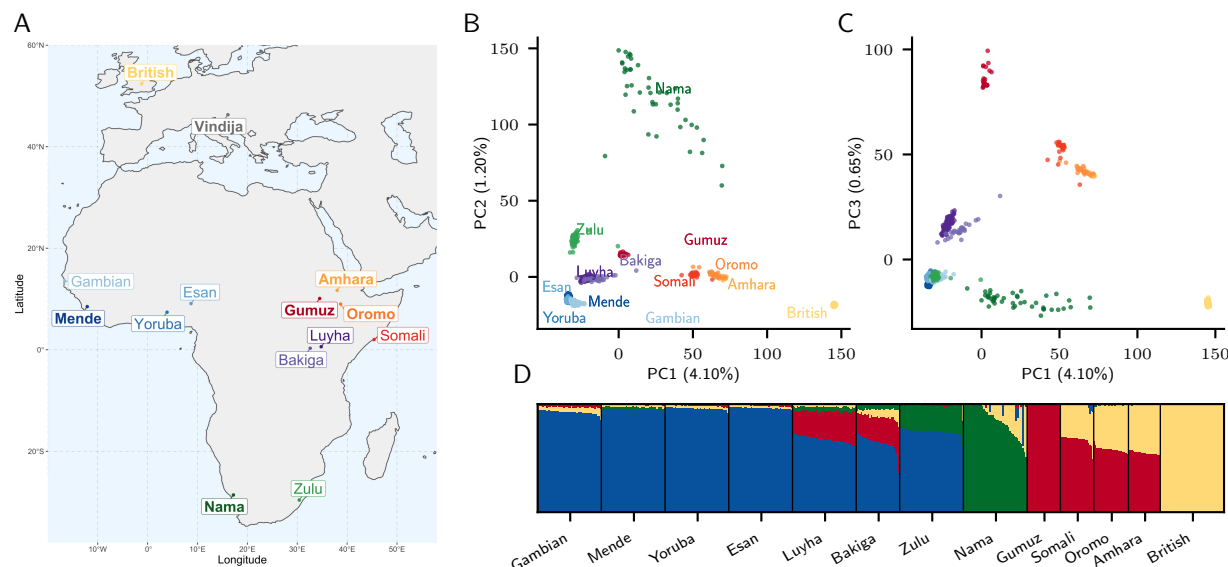 A
60°N
40°N
20°N
0°N
20°S
Latitude
10°W
0°E
10°E
20°E
30°E
40°E
50°E
Longitude
British
Vindija
Gambian
Mende
Yoruba
Esan
Amhara
Gumuz
Oromo
Luyha
Somali
Bakiga
Nama
Zulu
B
150
100
50
0
PC2 (1.20%)
Nama
Zulu
Gumuz
Bakiga
Luyha
Oromo
Somali
Amhara
Esan
Mende
Yoruba
Gambian
British
0
50
100
150
PC1 (4.10%)
C
100
50
0
PC3 (0.65%)
0
50
100
150
PC1 (4.10%)
D
Gambian
Mende
Yoruba
Esan
Luyha
Bakiga
Zulu
Nama
Gumuz
Somali
Oromo
Amhara
British